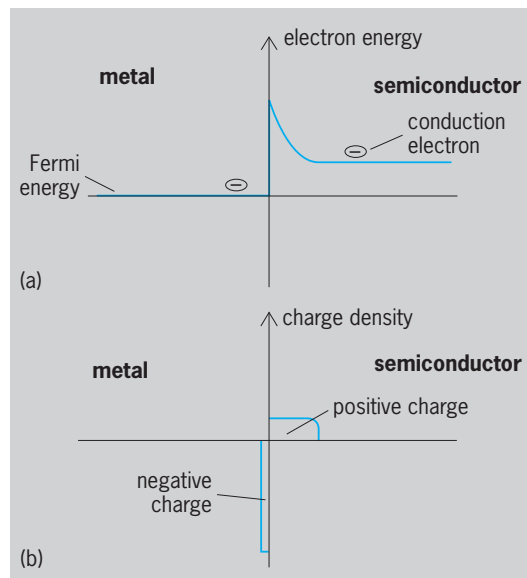 electron energy
metal
semiconductor
conduction
electron
Fermi
energy
(a)
charge density
metal
semiconductor
positive charge
negative
charge
(b)